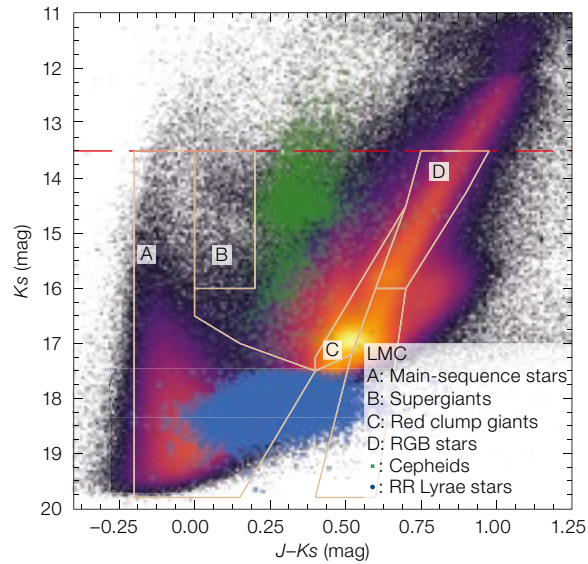 11
12
13
14
15
16
17
18
19
20
Ks (mag)
A
B
C
D
LMC
A: Main-sequence stars
B: Supergiants
C: Red clump giants
D: RGB stars
×: Cepheids
•: RR Lyrae stars
−0.25 0.00 0.25 0.50 0.75 1.00 1.25
J–Ks (mag)